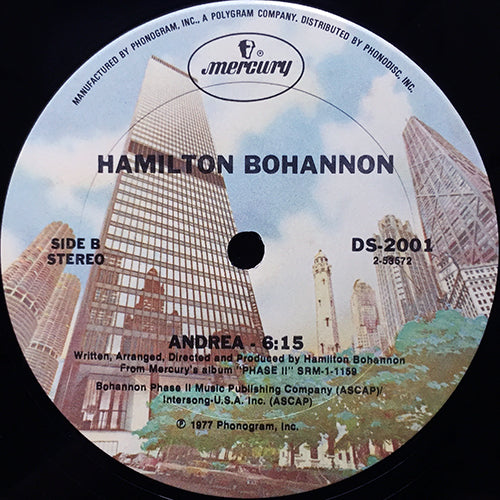 MANUFACTURED BY PHONOGRAM, INC., A POLYGRAM COMPANY. DISTRIBUTED BY PHONODISC, INC.
mercury ®
HAMILTON BOHANNON
SIDE B
STEREO
DS-2001
2-53572
ANDREA - 6:15
Written, Arranged, Directed and Produced by Hamilton Bohannon
From Mercury's album "PHASE II" SRM-1-1159
Bohannon Phase II Music Publishing Company (ASCAP)/
Intersong-U.S.A. Inc. (ASCAP)
℗ 1977 Phonogram, Inc.